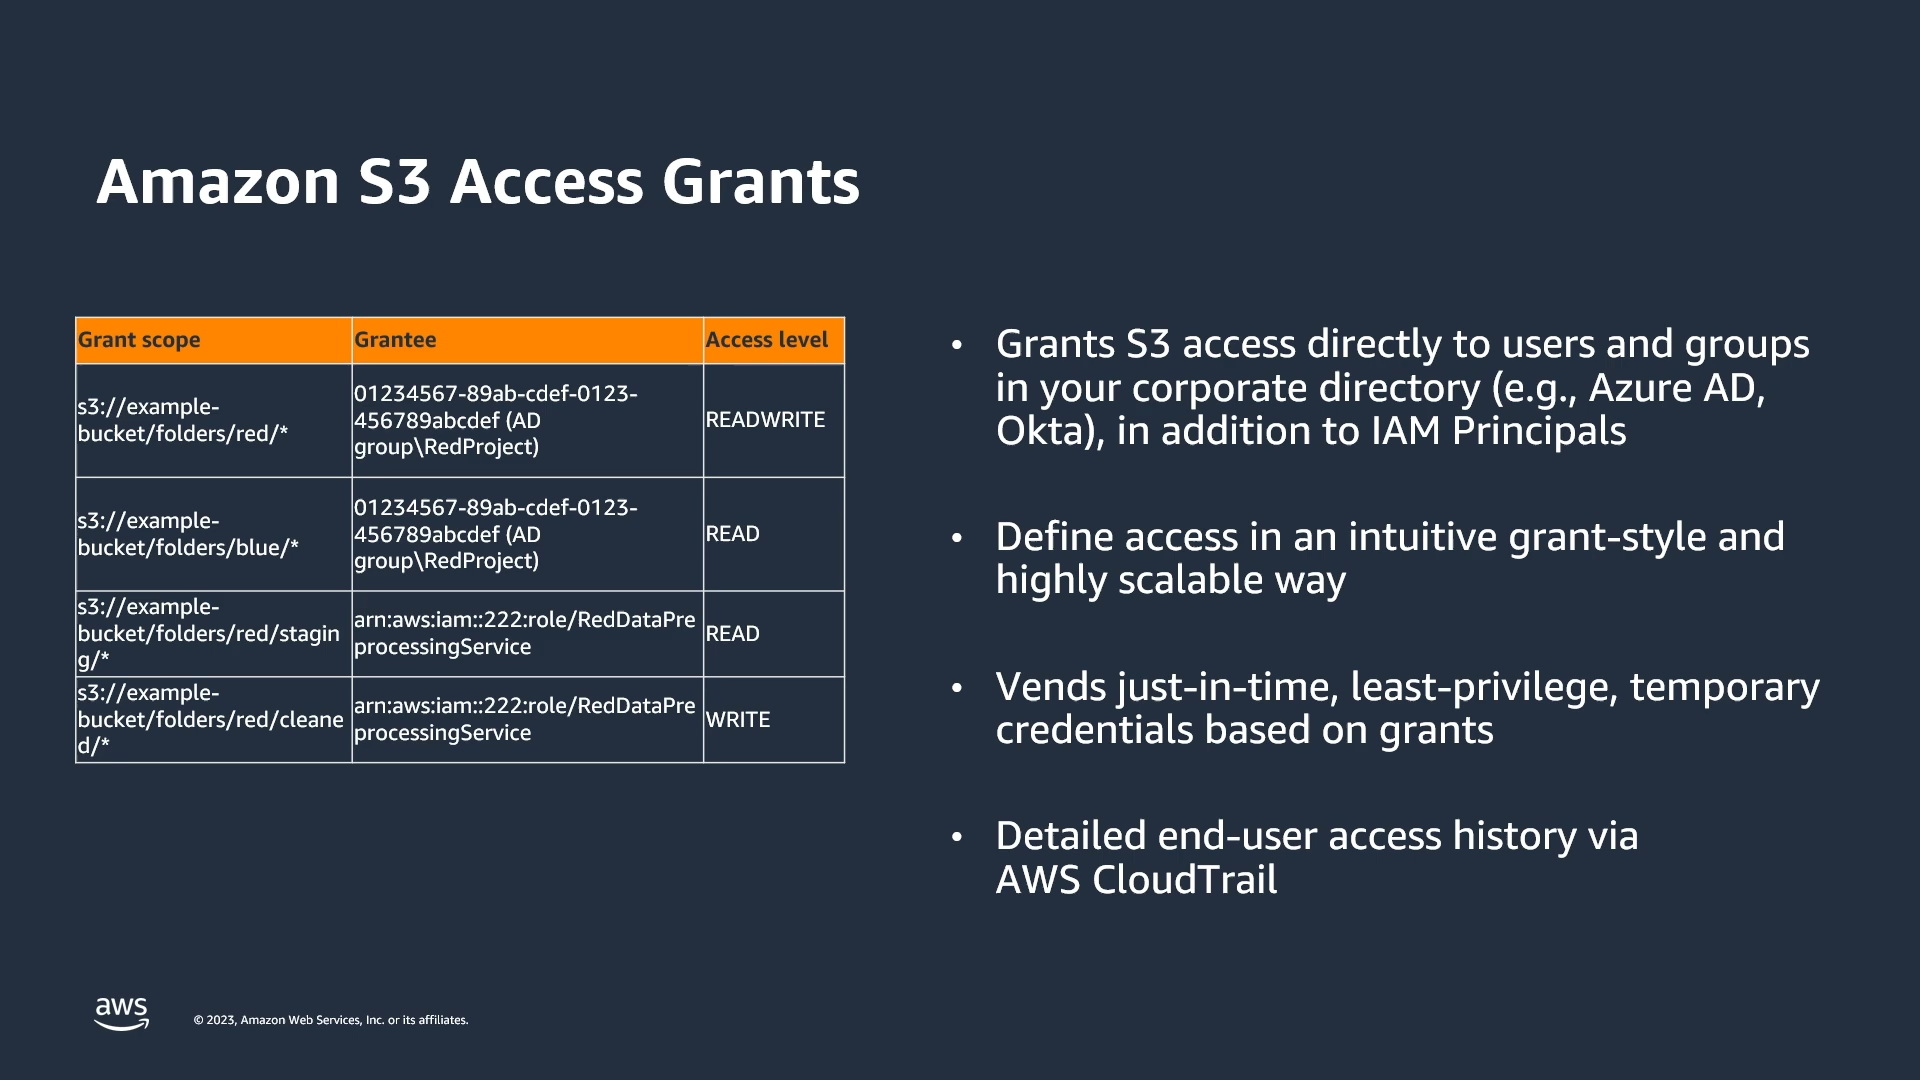 Amazon S3 Access Grants
Grant scope
Grantee
Access level
s3://example-
bucket/folders/red/*
01234567-89ab-cdef-0123-
456789abcdef (AD
group\RedProject)
READWRITE
s3://example-
bucket/folders/blue/*
01234567-89ab-cdef-0123-
456789abcdef (AD
group\RedProject)
READ
s3://example-
bucket/folders/red/stagin
g/*
arn:aws:iam::222:role/RedDataPre
processingService
READ
s3://example-
bucket/folders/red/cleane
d/*
arn:aws:iam::222:role/RedDataPre
processingService
WRITE
• Grants S3 access directly to users and groups
in your corporate directory (e.g., Azure AD,
Okta), in addition to IAM Principals
• Define access in an intuitive grant-style and
highly scalable way
• Vends just-in-time, least-privilege, temporary
credentials based on grants
• Detailed end-user access history via
AWS CloudTrail
aws
© 2023, Amazon Web Services, Inc. or its affiliates.